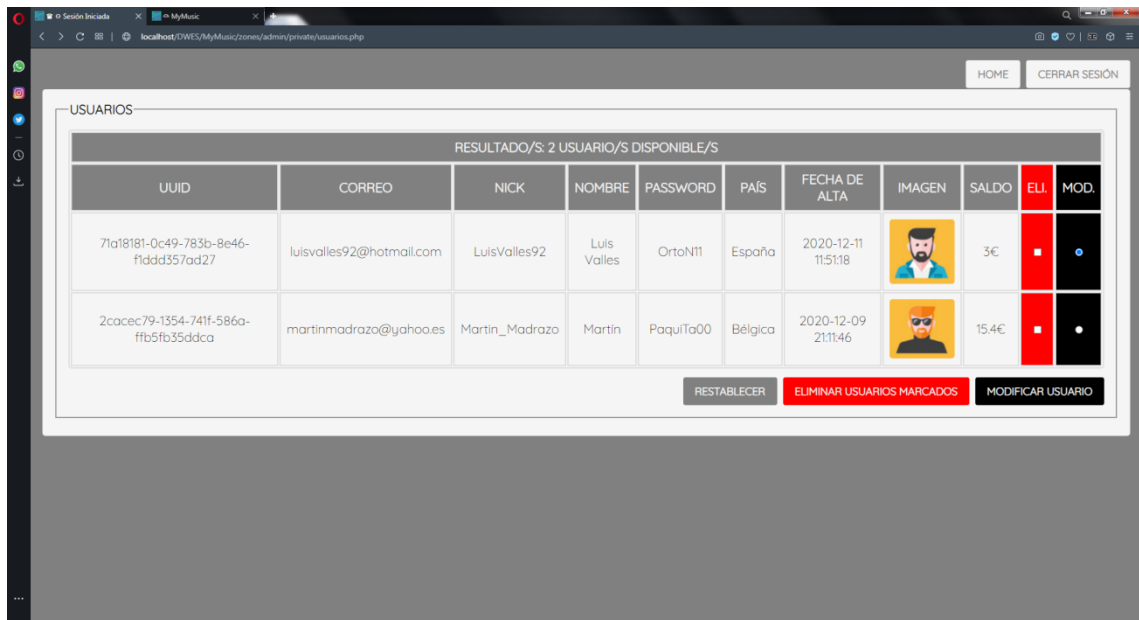 Sesión Iniciada
MyMusic
localhost/DWES/MyMusic/zones/admin/private/usuarios.php
HOME
CERRAR SESIÓN
USUARIOS
RESULTADO/S: 2 USUARIO/S DISPONIBLE/S
UUID CORREO NICK NOMBRE PASSWORD PAÍS FECHA DE ALTA IMAGEN SALDO ELI. MOD.
71a18181-0c49-783b-8e46-f1ddd357ad27 luisvalles92@hotmail.com LuisValles92 Luis Valles OrtoN11 España 2020-12-11 11:51:18 3€
2cacec79-1354-741f-586a-ffb5fb35ddca martinmadrazo@yahoo.es Martin_Madrazo Martín PaquiTa00 Bélgica 2020-12-09 21:11:46 15.4€
RESTABLECER
ELIMINAR USUARIOS MARCADOS
MODIFICAR USUARIO